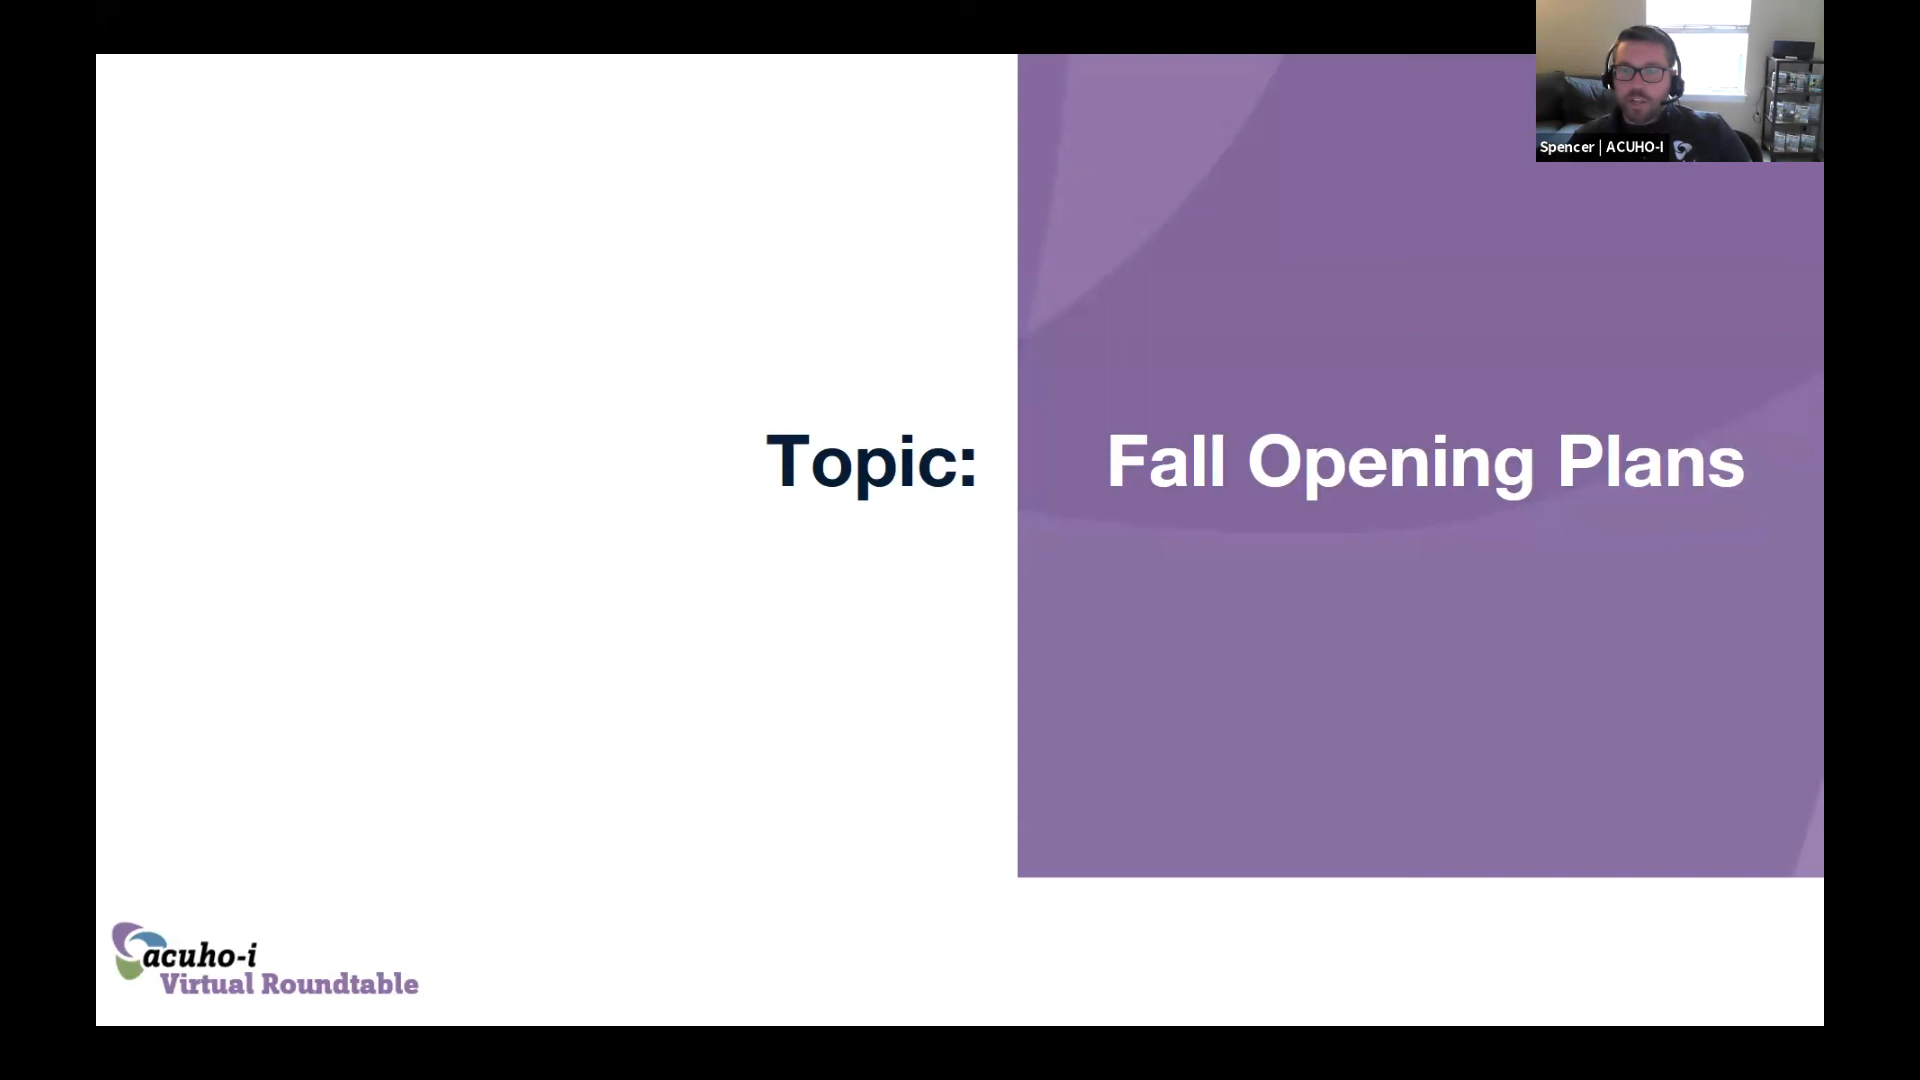 Spencer | ACUHO-I
Topic: Fall Opening Plans
acuho-i
Virtual Roundtable